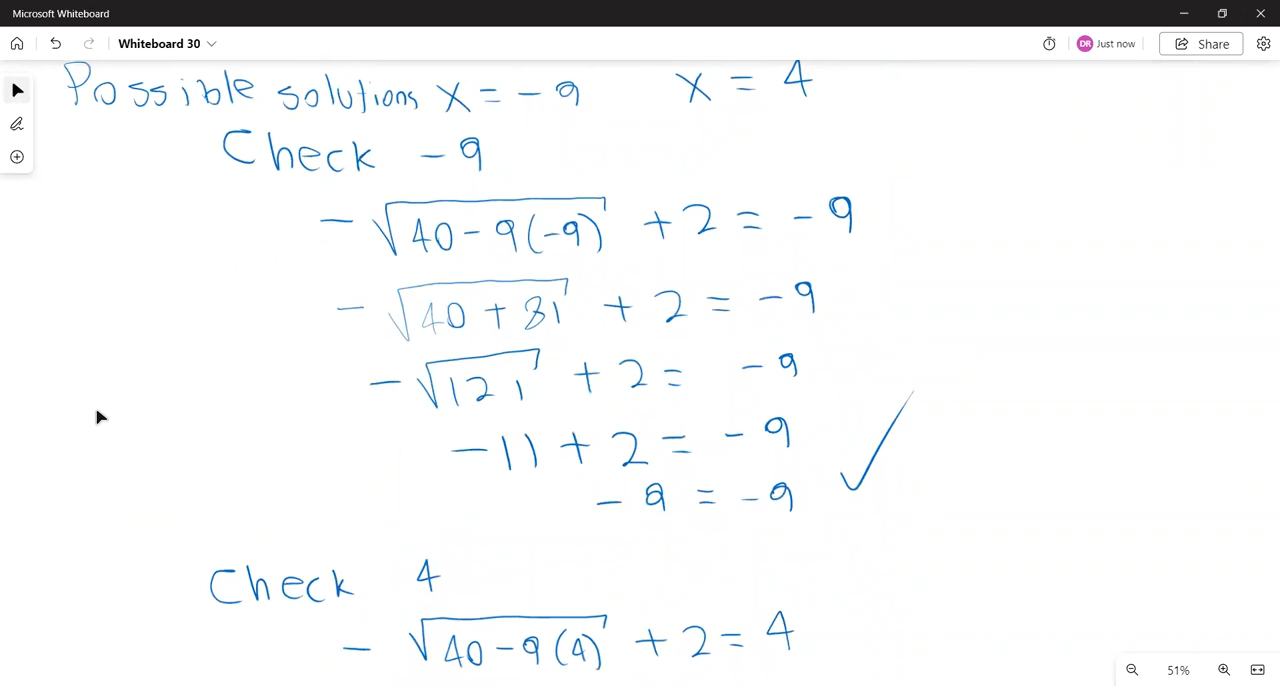 Microsoft Whiteboard
Whiteboard 30
DR Just now Share
Possible solutions x = - 9 x = 4
Check - 9
- √40 - 9(-9) + 2 = - 9
- √40 + 81 + 2 = - 9
- √121 + 2 = - 9
- 11 + 2 = - 9
- 9 = - 9 ✓
Check 4
- √40 - 9(4) + 2 = 4
51%